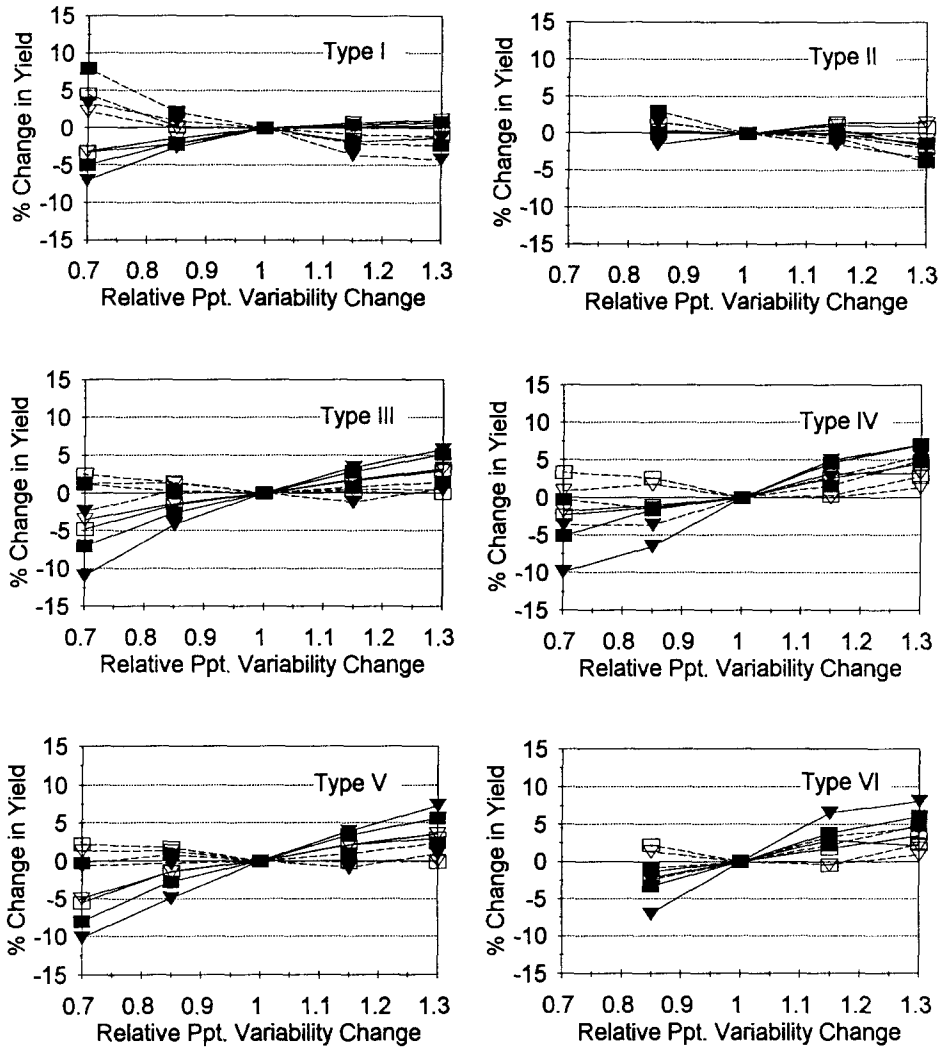 15
10
5
0
-5
-10
-15
% Change in Yield
Type I
0.7 0.8 0.9 1 1.1 1.2 1.3
Relative Ppt. Variability Change
15
10
5
0
-5
-10
-15
% Change in Yield
Type II
0.7 0.8 0.9 1 1.1 1.2 1.3
Relative Ppt. Variability Change
15
10
5
0
-5
-10
-15
% Change in Yield
Type III
0.7 0.8 0.9 1 1.1 1.2 1.3
Relative Ppt. Variability Change
15
10
5
0
-5
-10
-15
% Change in Yield
Type IV
0.7 0.8 0.9 1 1.1 1.2 1.3
Relative Ppt. Variability Change
15
10
5
0
-5
-10
-15
% Change in Yield
Type V
0.7 0.8 0.9 1 1.1 1.2 1.3
Relative Ppt. Variability Change
15
10
5
0
-5
-10
-15
% Change in Yield
Type VI
0.7 0.8 0.9 1 1.1 1.2 1.3
Relative Ppt. Variability Change